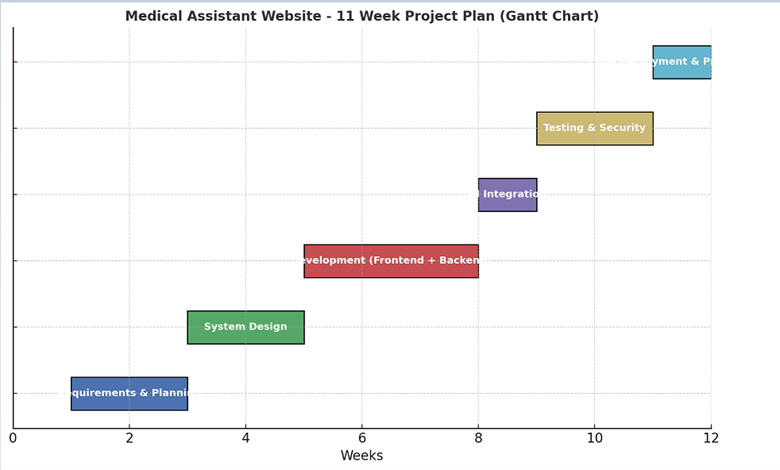 Medical Assistant Website - 11 Week Project Plan (Gantt Chart)
yment & P
Testing & Security
Integratio
evelopment (Frontend + Backen
System Design
quirements & Plannin
0 2 4 6 8 10 12
Weeks